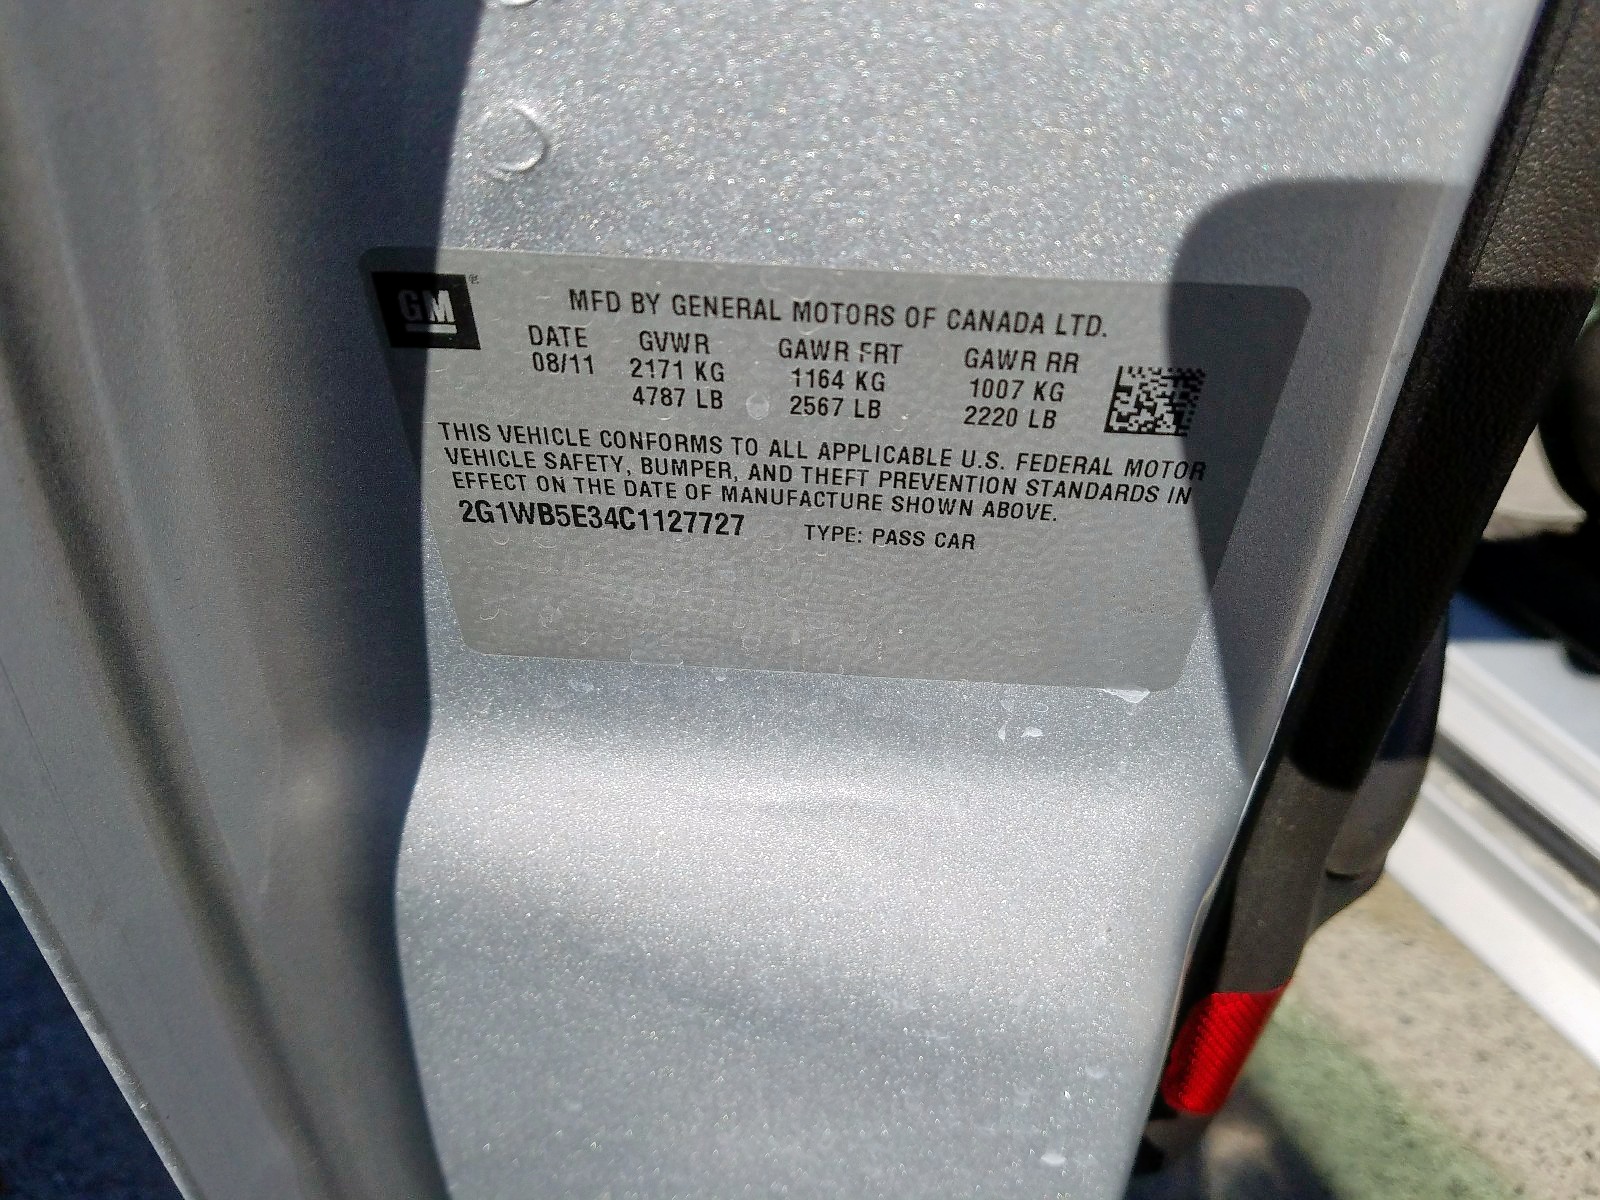 GM®
MFD BY GENERAL MOTORS OF CANADA LTD.
DATE GVWR GAWR FRT GAWR RR
08/11 2171 KG 1164 KG 1007 KG
4787 LB 2567 LB 2220 LB
THIS VEHICLE CONFORMS TO ALL APPLICABLE U.S. FEDERAL MOTOR
VEHICLE SAFETY, BUMPER, AND THEFT PREVENTION STANDARDS IN
EFFECT ON THE DATE OF MANUFACTURE SHOWN ABOVE.
2G1WB5E34C1127727 TYPE: PASS CAR